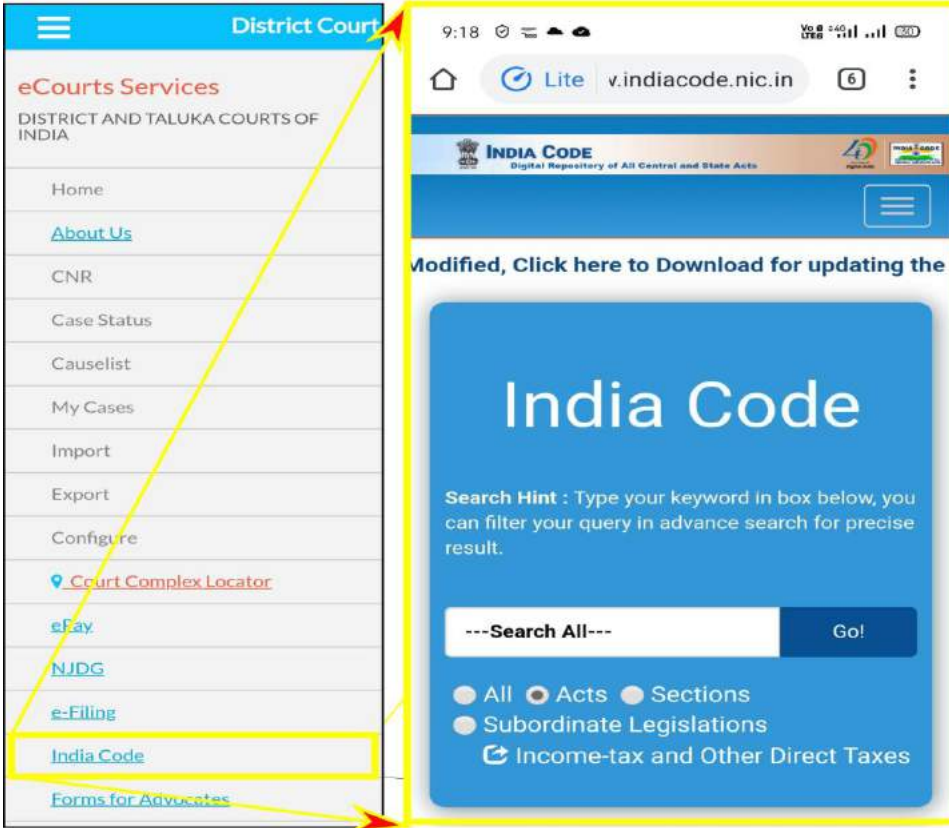 District Court
eCourts Services
DISTRICT AND TALUKA COURTS OF
INDIA
Home
About Us
CNR
Case Status
Causelist
My Cases
Import
Export
Configure
Court Complex Locator
ePay
NJDG
e-Filing
India Code
Forms for Advocates
9:18
30
Lite v.indiacode.nic.in 6
INDIA CODE
Digital Repository of All Central and State Acts
Modified, Click here to Download for updating the
India Code
Search Hint : Type your keyword in box below, you
can filter your query in advance search for precise
result.
---Search All--- Go!
All Acts Sections
Subordinate Legislations
Income-tax and Other Direct Taxes